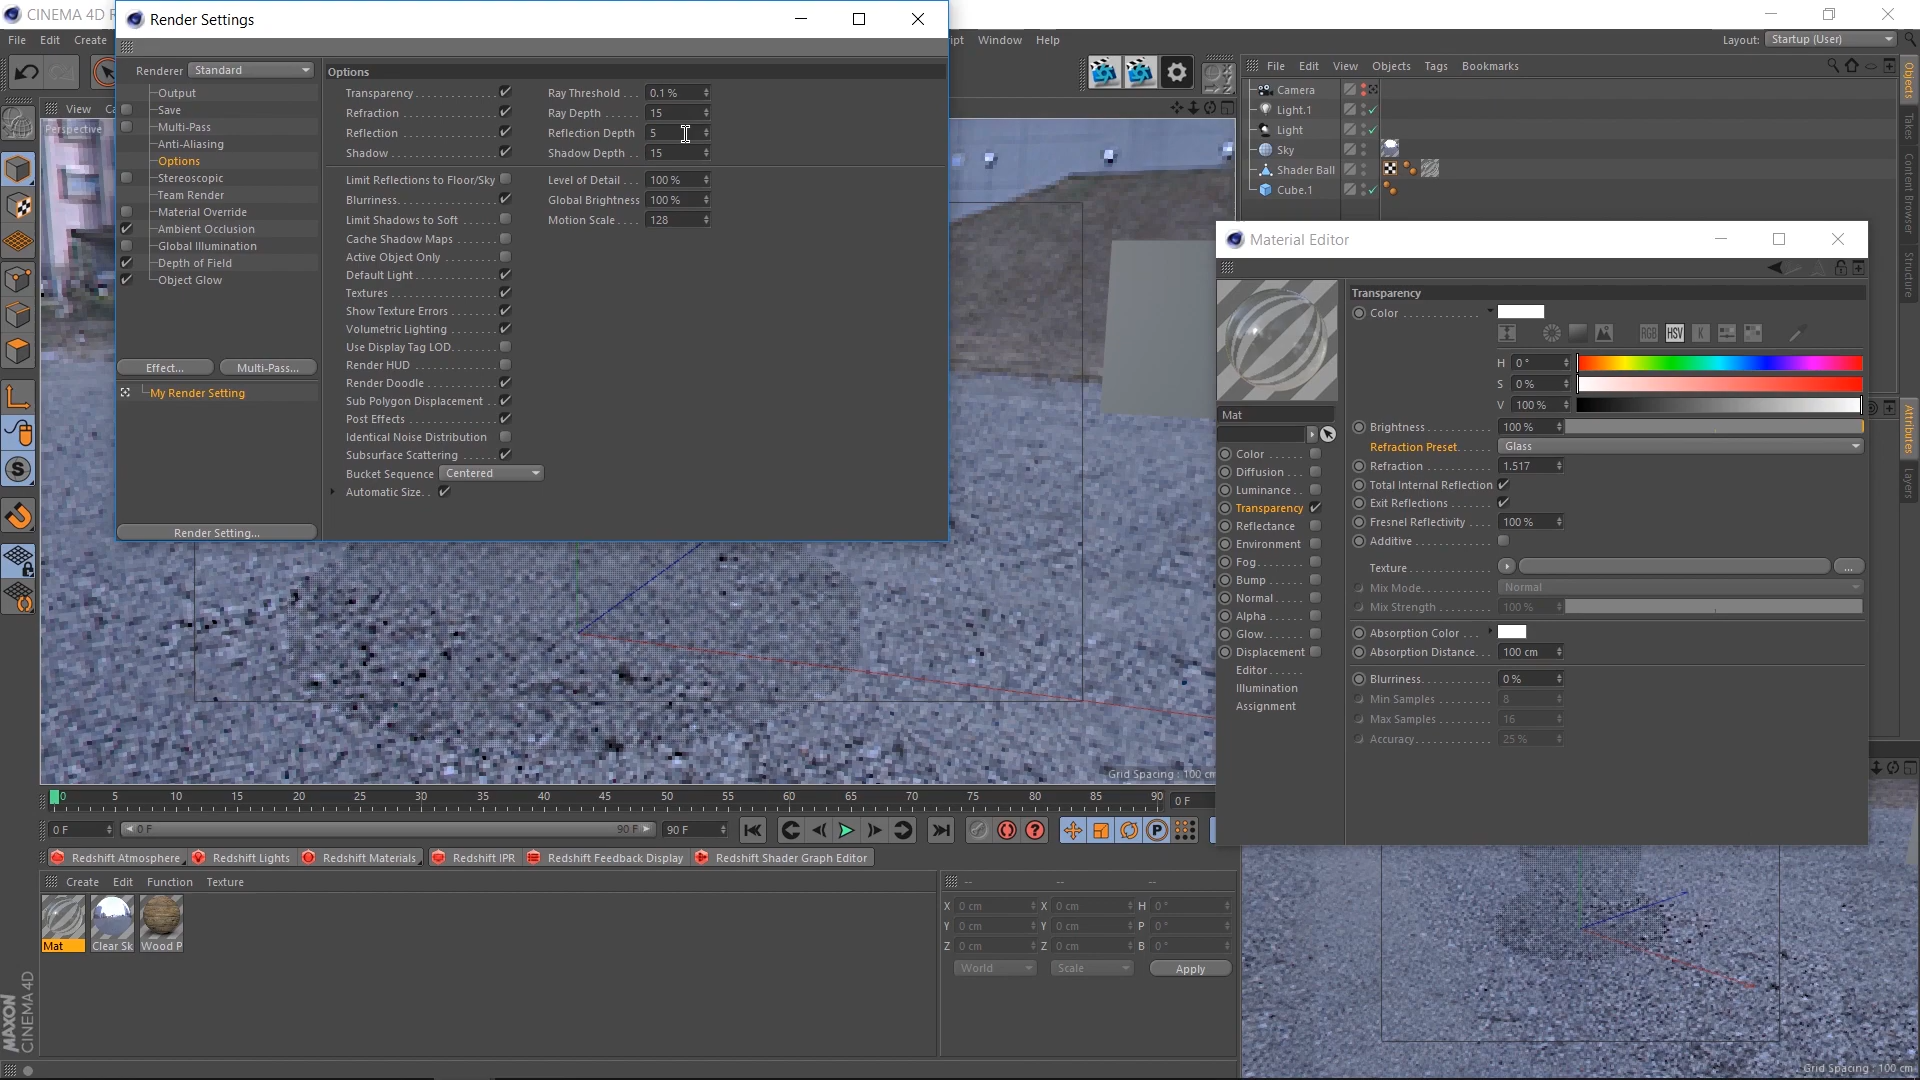 CINEMA 4D R
Render Settings
File Edit Create
ipt Window Help
Layout: Startup (User)
Renderer Standard
Output
Save
Multi-Pass
Anti-Aliasing
Options
Stereoscopic
Team Render
Material Override
Ambient Occlusion
Global Illumination
Depth of Field
Object Glow
Effect... Multi-Pass...
My Render Setting
Render Setting...
Options
Transparency Ray Threshold 0.1 %
Refraction Ray Depth 15
Reflection Reflection Depth 5
Shadow Shadow Depth 15
Limit Reflections to Floor/Sky Level of Detail 100 %
Blurriness Global Brightness 100 %
Limit Shadows to Soft Motion Scale 128
Cache Shadow Maps
Active Object Only
Default Light
Textures
Show Texture Errors
Volumetric Lighting
Use Display Tag LOD
Render HUD
Render Doodle
Sub Polygon Displacement
Post Effects
Identical Noise Distribution
Subsurface Scattering
Bucket Sequence Centered
Automatic Size
View
Perspective
File Edit View Objects Tags Bookmarks
Camera
Light.1
Light
Sky
Shader Ball
Cube.1
Objects
Takes
Content Browser
Structure
Attributes
Layers
Material Editor
Mat
Color
Diffusion
Luminance
Transparency
Reflectance
Environment
Fog
Bump
Normal
Alpha
Glow
Displacement
Editor
Illumination
Assignment
Transparency
Color
RGB HSV K
H 0 °
S 0 %
V 100 %
Brightness 100 %
Refraction Preset Glass
Refraction 1.517
Total Internal Reflection
Exit Reflections
Fresnel Reflectivity 100 %
Additive
Texture ...
Mix Mode Normal
Mix Strength 100 %
Absorption Color
Absorption Distance 100 cm
Blurriness 0 %
Min Samples 8
Max Samples 16
Accuracy 25 %
Grid Spacing : 100 cm
0 5 10 15 20 25 30 35 40 45 50 55 60 65 70 75 80 85 90 0 F
0 F 0 F 90 F 90 F
Redshift Atmosphere Redshift Lights Redshift Materials Redshift IPR Redshift Feedback Display Redshift Shader Graph Editor
Create Edit Function Texture
Mat Clear Sk Wood P
-- -- --
X 0 cm X 0 cm H 0 °
Y 0 cm Y 0 cm P 0 °
Z 0 cm Z 0 cm B 0 °
World Scale Apply
MAXON
CINEMA 4D
Grid Spacing : 100 cm